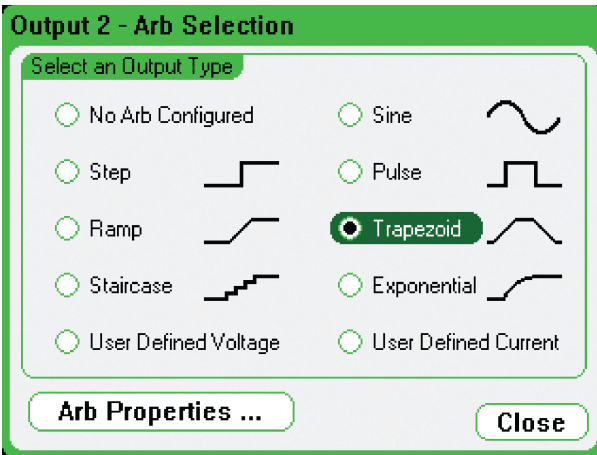 Output 2 - Arb Selection
Select an Output Type
No Arb Configured
Sine
Step
Pulse
Ramp
Trapezoid
Staircase
Exponential
User Defined Voltage
User Defined Current
Arb Properties ...
Close